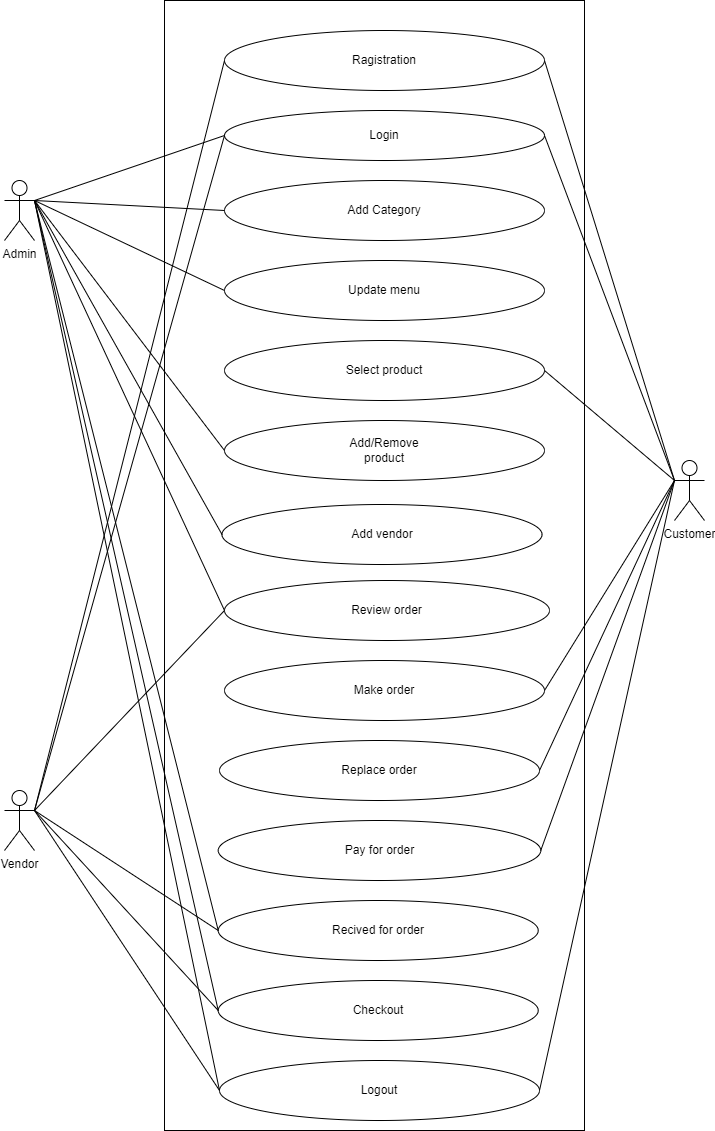 Ragistration
Login
Add Category
Admin
Update menu
Select product
Add/Remove
product
Add vendor
Customer
Review order
Make order
Replace order
Pay for order
Vendor
Recived for order
Checkout
Logout